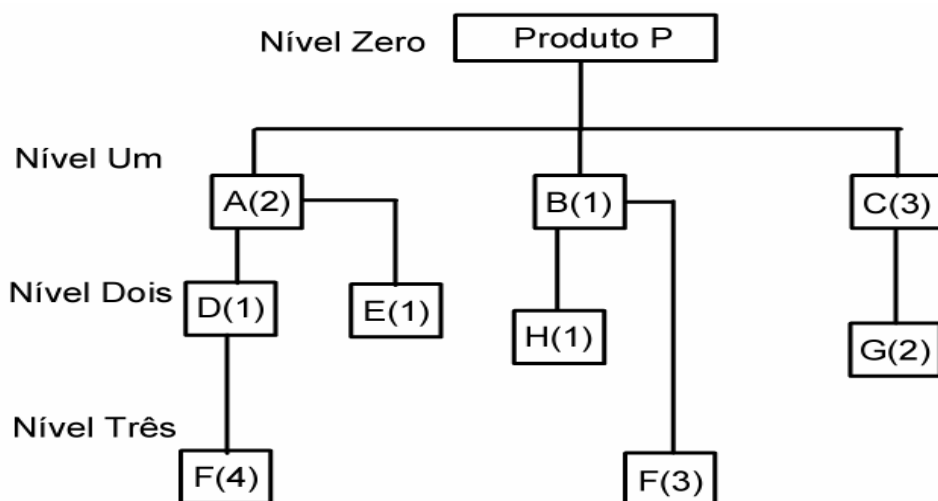 Nível Zero
Produto P
Nível Um
A(2)
B(1)
C(3)
Nível Dois
D(1)
E(1)
H(1)
G(2)
Nível Três
F(4)
F(3)